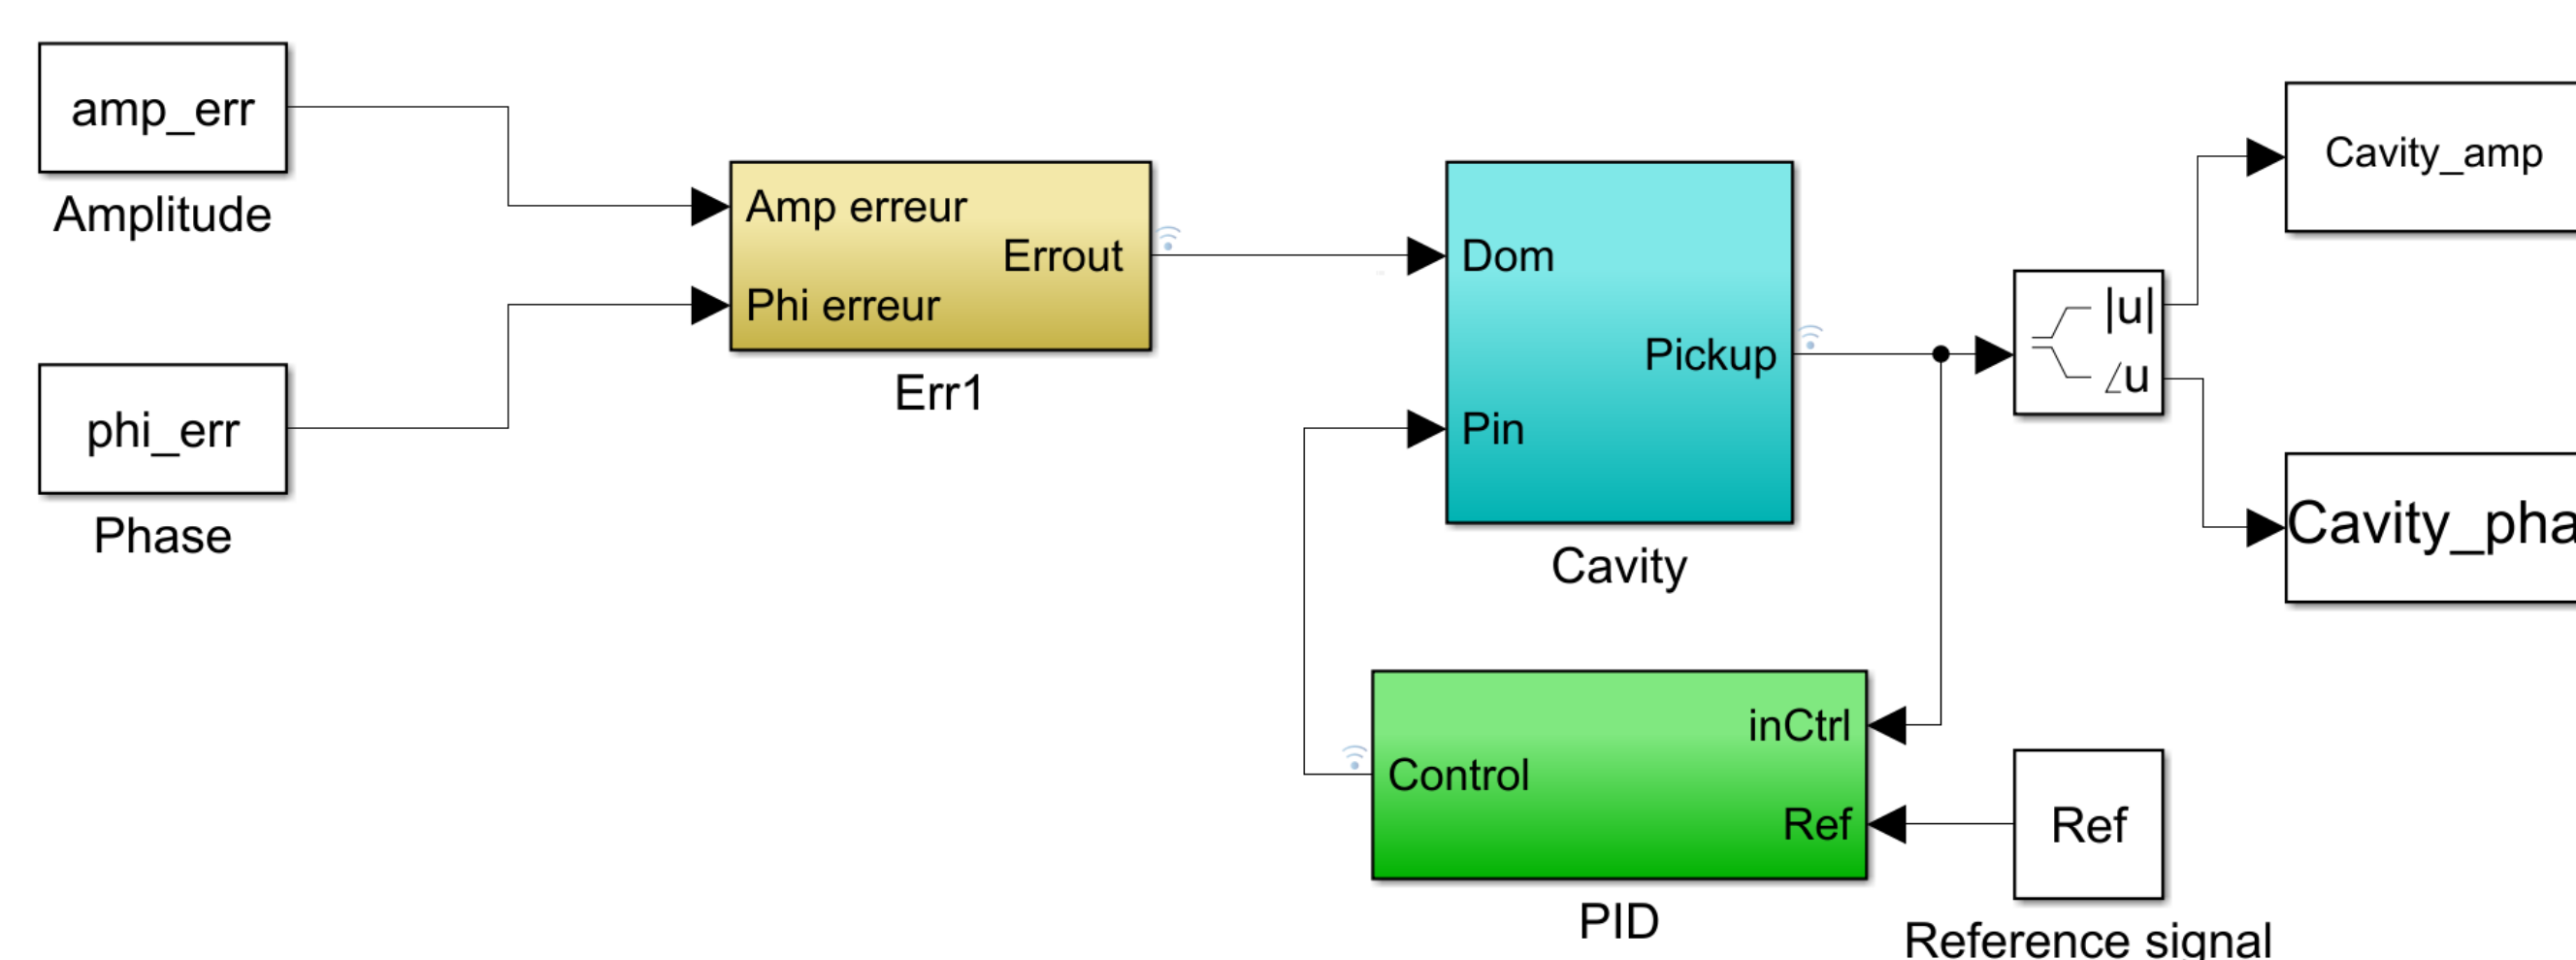 amp_err
Amplitude
phi_err
Phase
Amp erreur
Errout
Phi erreur
Err1
Dom
Pickup
Pin
Cavity
|u|
∠u
Cavity_amp
Cavity_pha
inCtrl
Control
Ref
PID
Ref
Reference signal